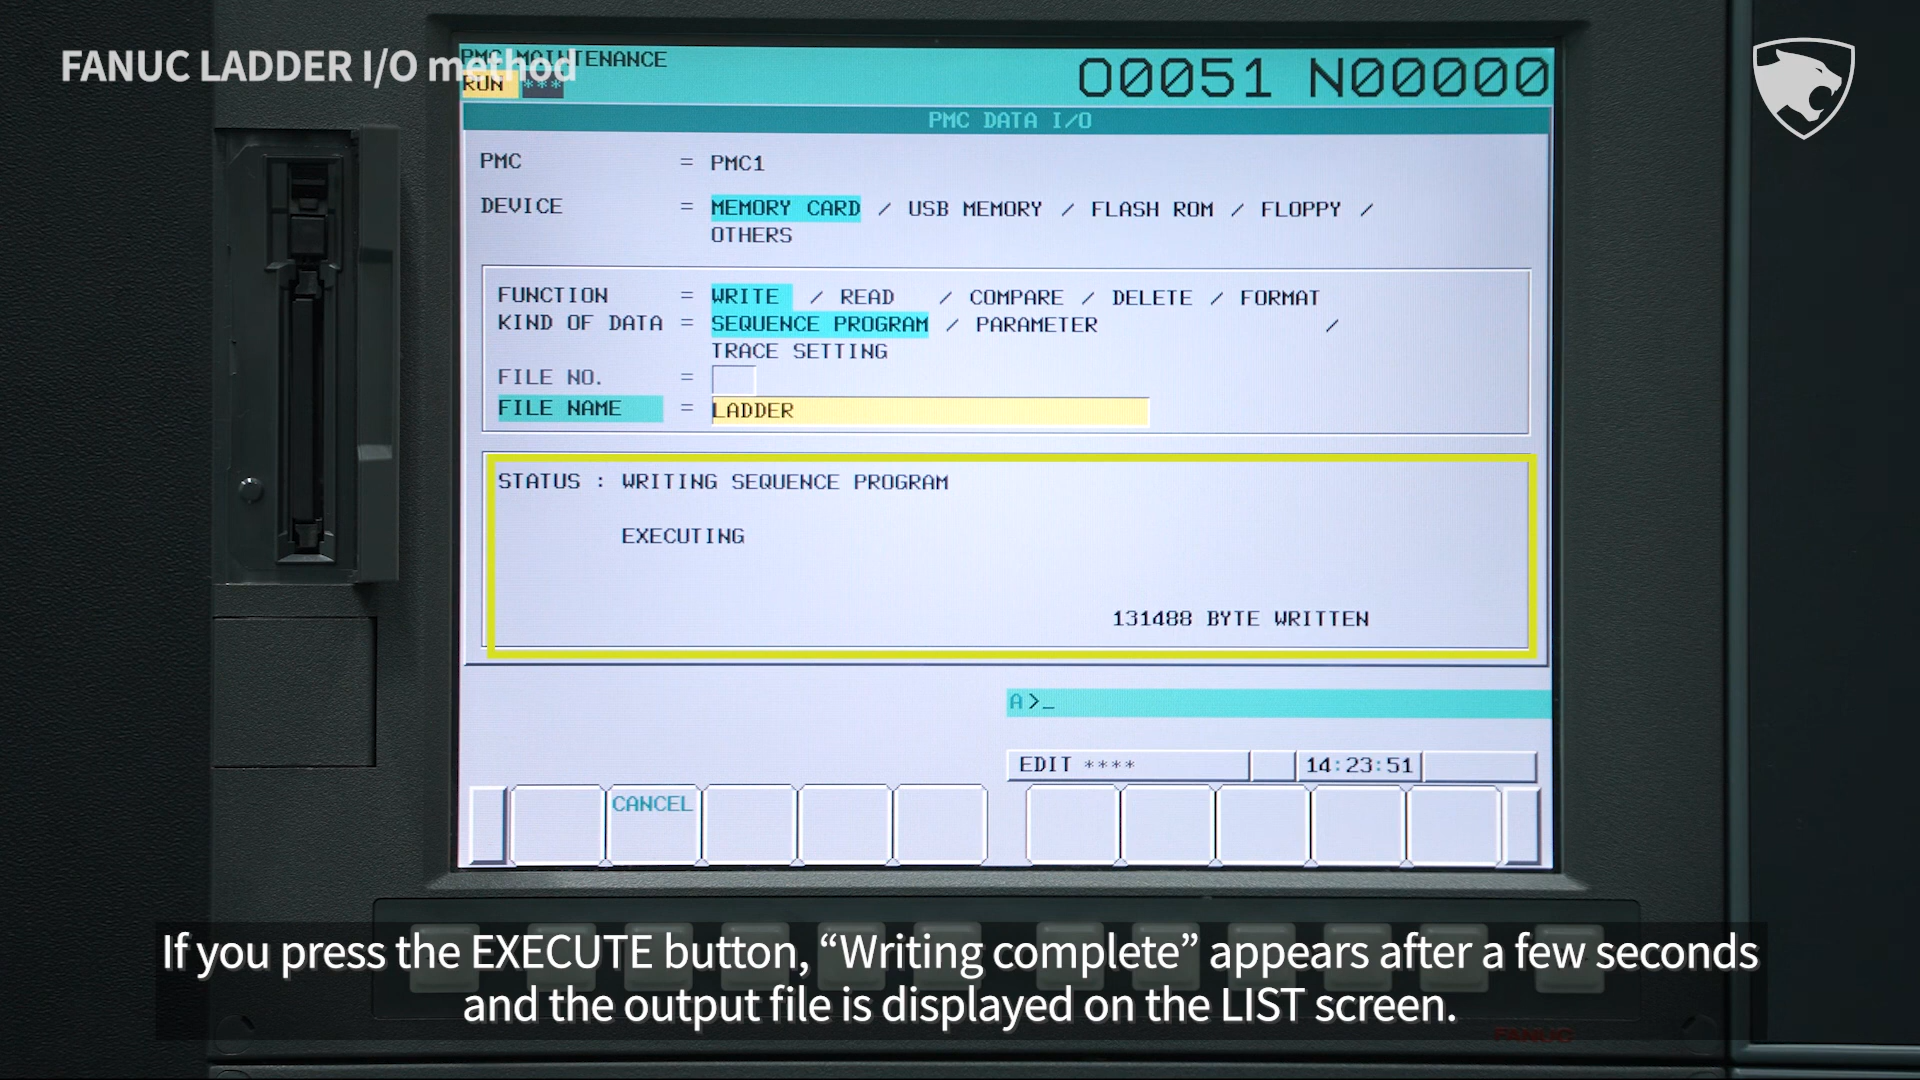 FANUC LADDER I/O method
PMC MAINTENANCE
RUN ***
O0051 N00000
PMC DATA I/O
PMC = PMC1
DEVICE = MEMORY CARD / USB MEMORY / FLASH ROM / FLOPPY /
OTHERS
FUNCTION = WRITE / READ / COMPARE / DELETE / FORMAT
KIND OF DATA = SEQUENCE PROGRAM / PARAMETER /
TRACE SETTING
FILE NO. =
FILE NAME = LADDER
STATUS : WRITING SEQUENCE PROGRAM
EXECUTING
131488 BYTE WRITTEN
A>_
EDIT **** 14:23:51
CANCEL
If you press the EXECUTE button, “Writing complete” appears after a few seconds
and the output file is displayed on the LIST screen.
FANUC